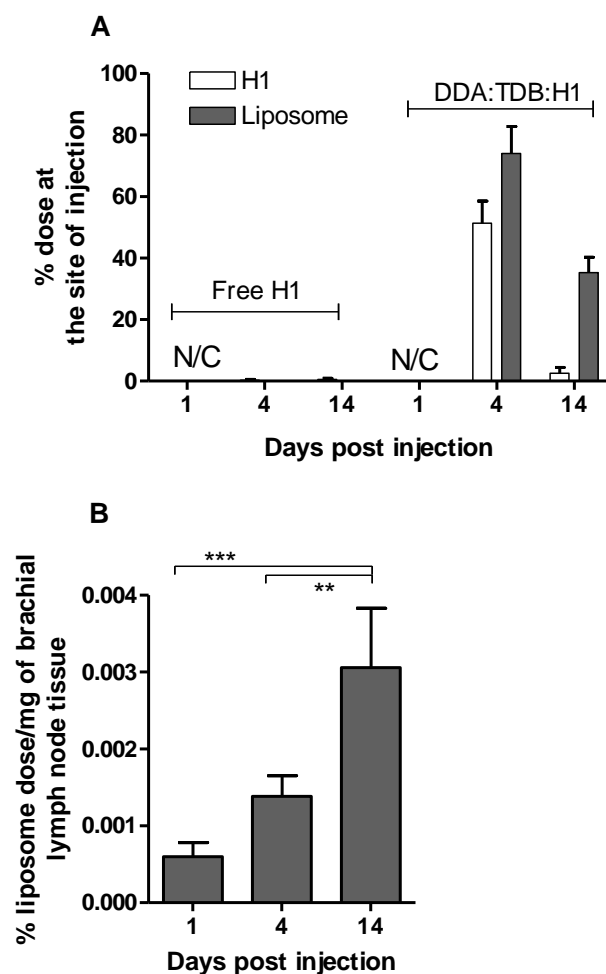 A
100
80
60
40
20
0
% dose at
the site of injection
H1
Liposome
DDA:TDB:H1
Free H1
N/C
N/C
1 4 14 1 4 14
Days post injection
B
***
**
0.004
0.003
0.002
0.001
0.000
% liposome dose/mg of brachial
lymph node tissue
1 4 14
Days post injection